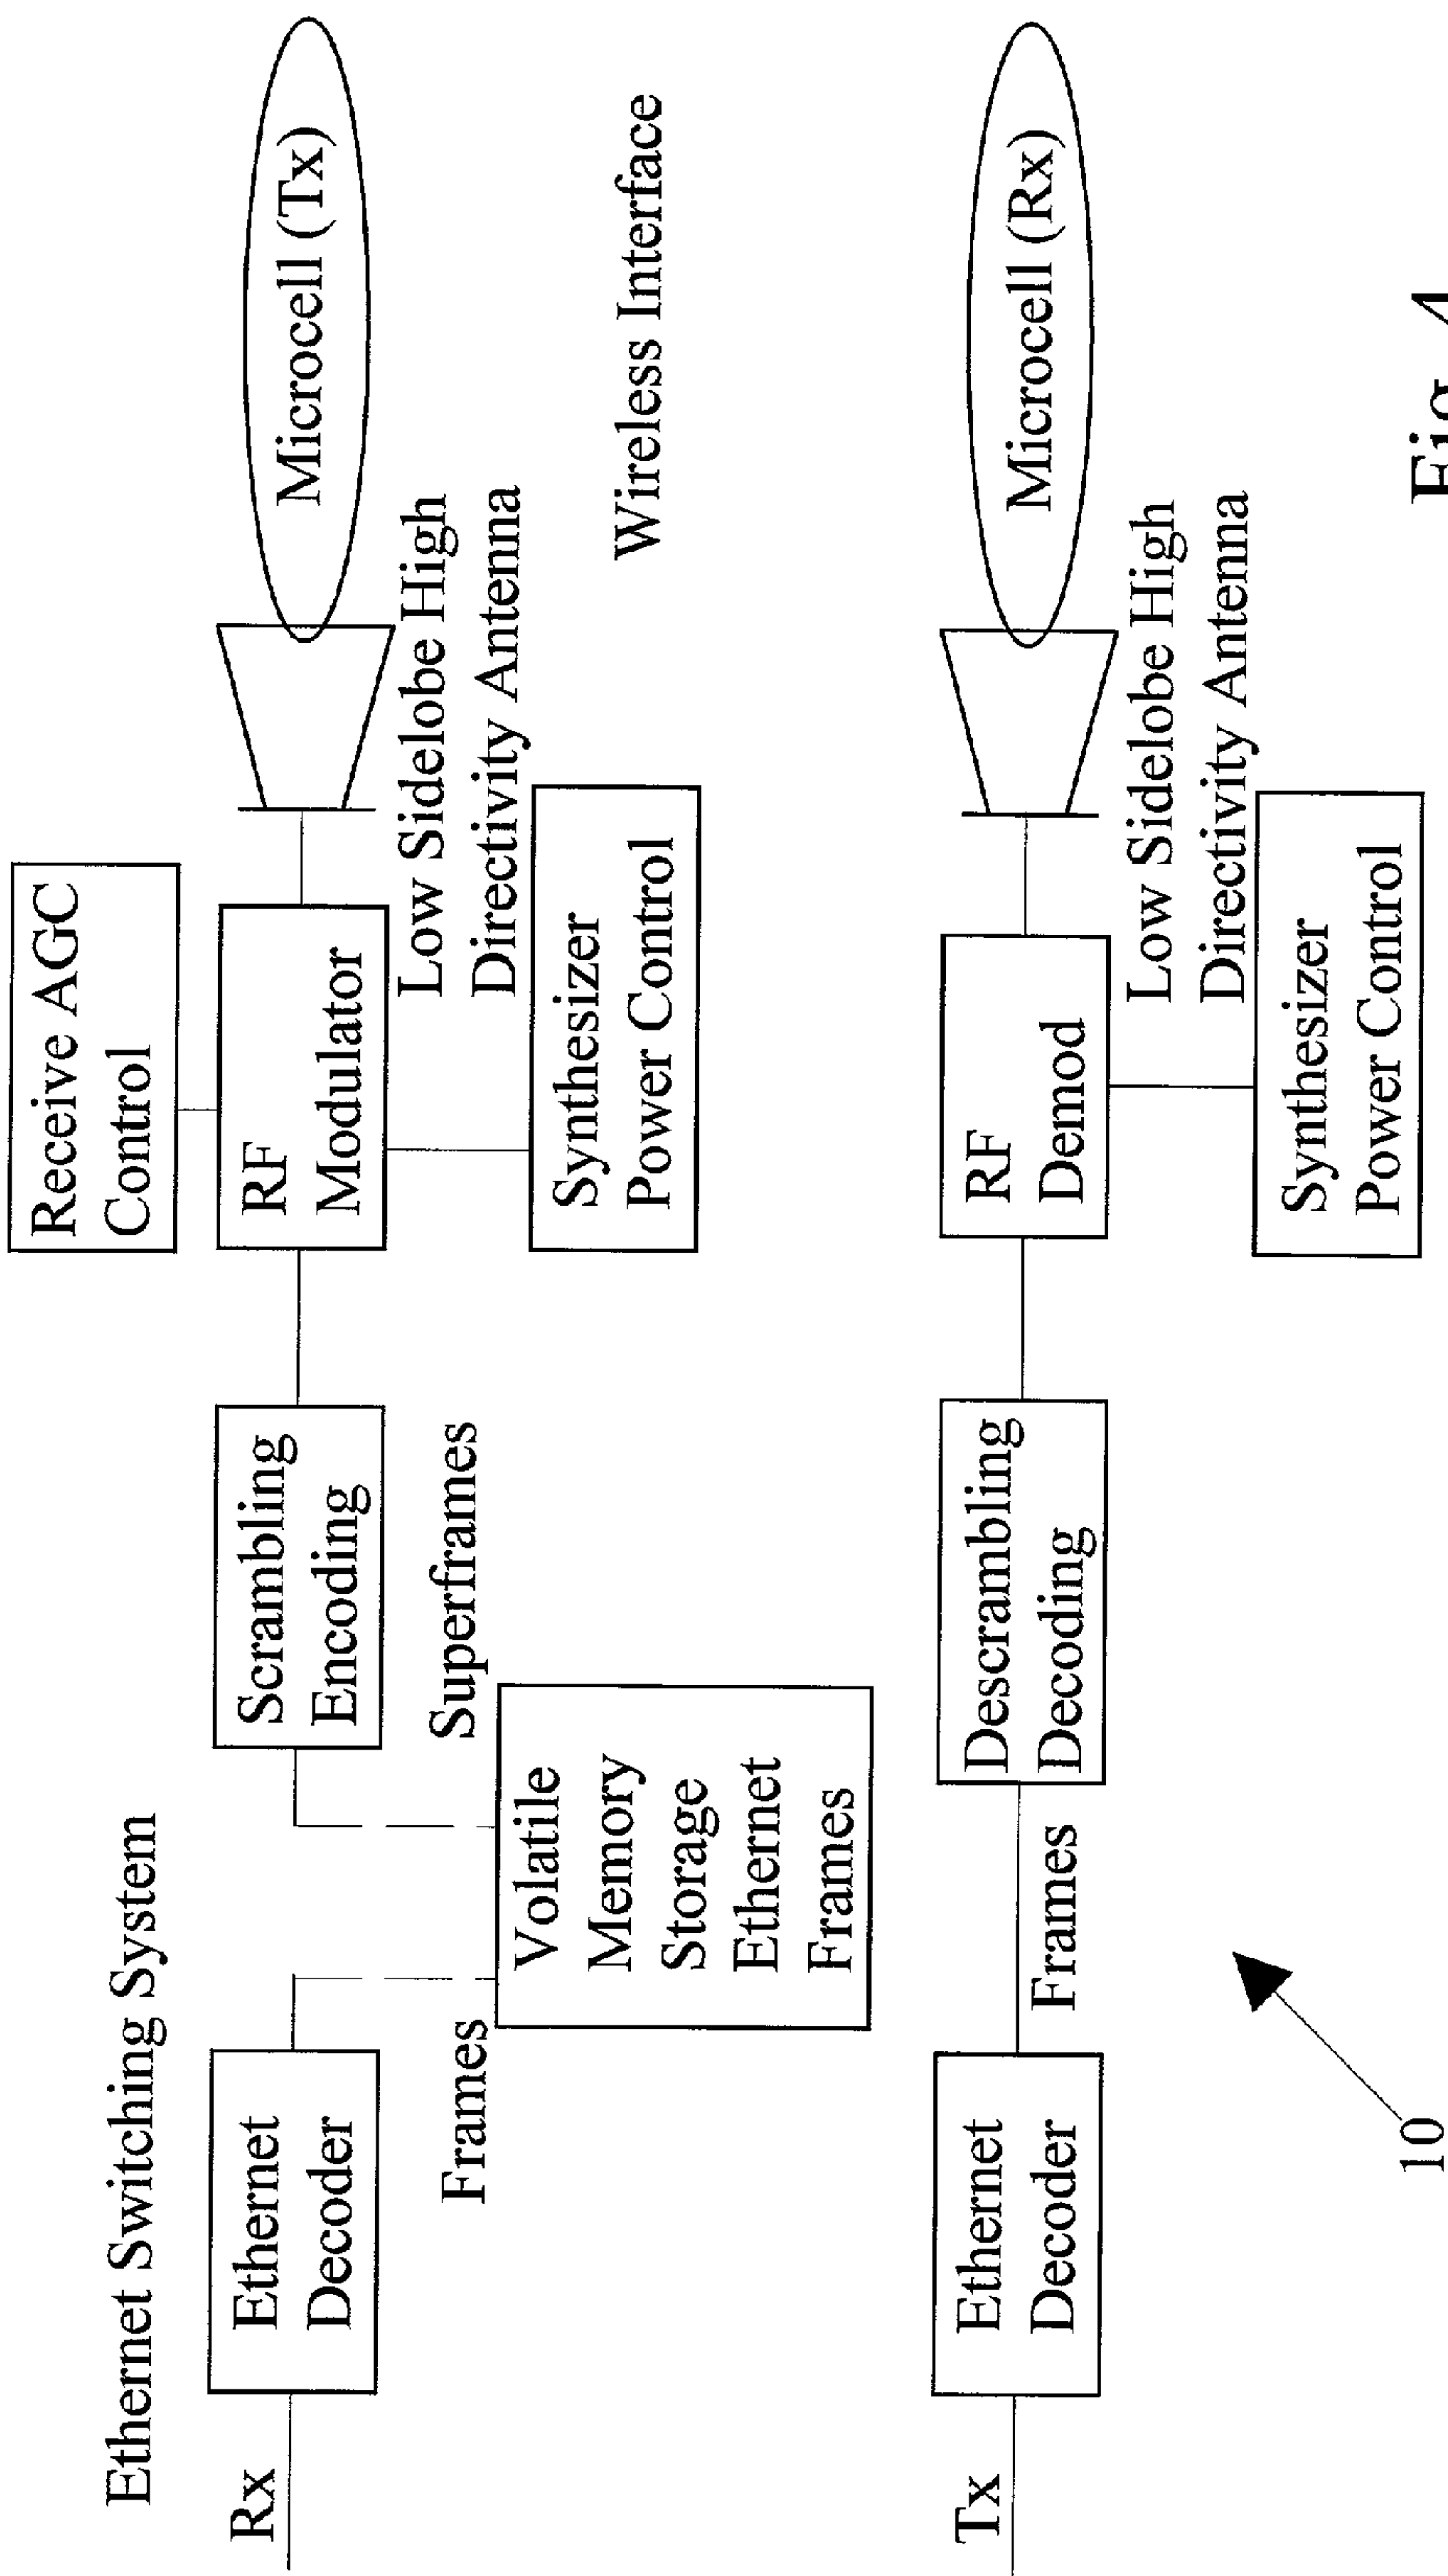 Ethernet Switching System
Rx
Ethernet
Decoder
Frames
Volatile
Memory
Storage
Ethernet
Frames
Superframes
Scrambling
Encoding
Receive AGC
Control
RF
Modulator
Synthesizer
Power Control
Low Sidelobe High
Directivity Antenna
Microcell (Tx)
Wireless Interface
Tx
Ethernet
Decoder
Frames
Descrambling
Decoding
RF
Demod
Synthesizer
Power Control
Low Sidelobe High
Directivity Antenna
Microcell (Rx)
10
Fig. 4